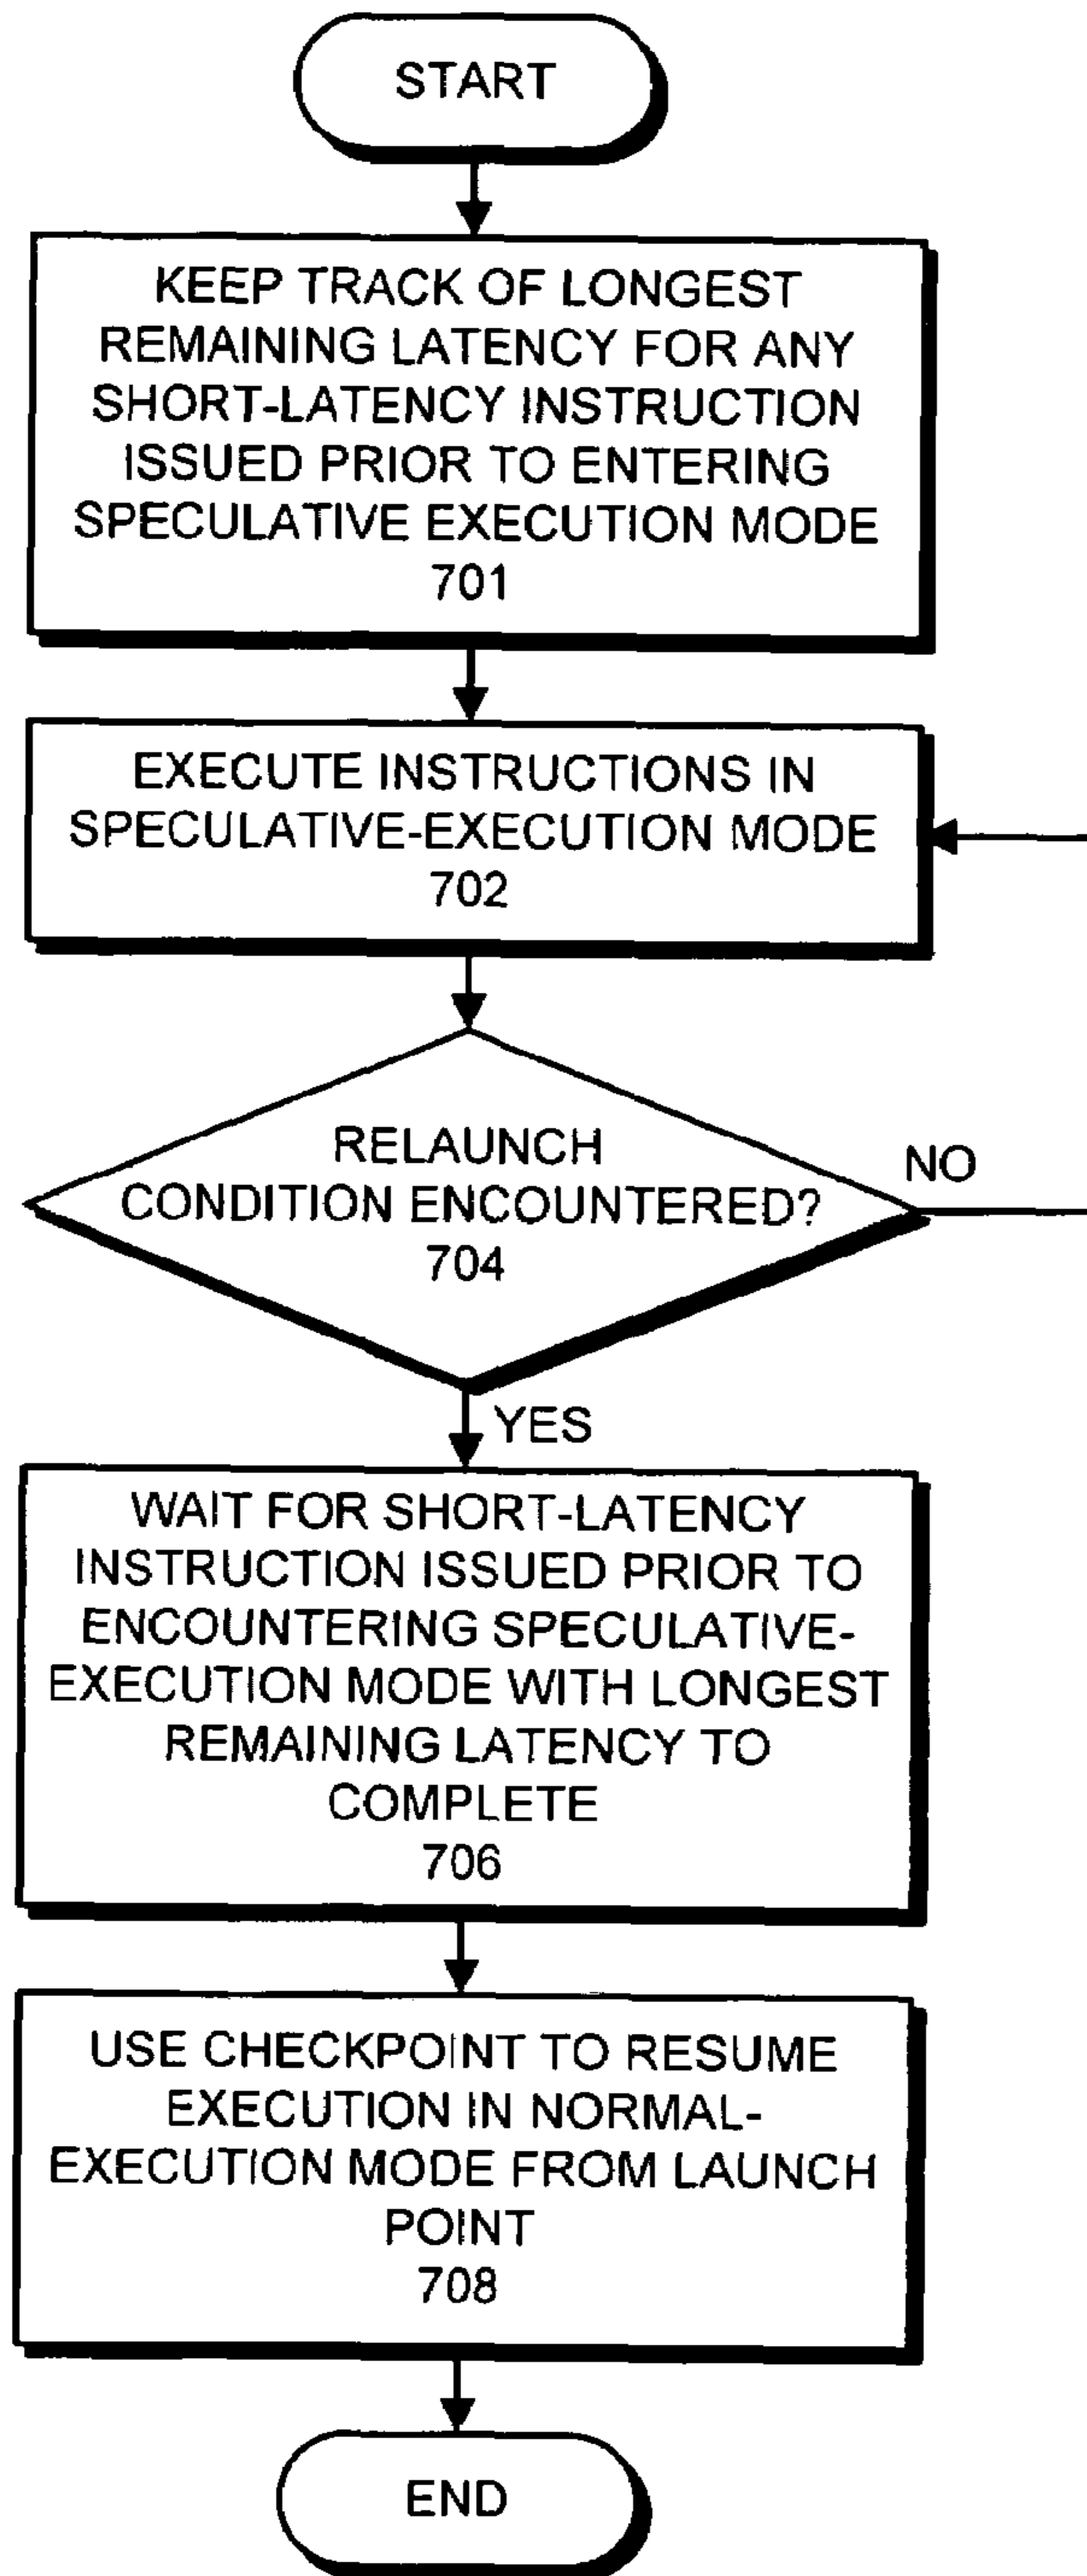 START
KEEP TRACK OF LONGEST
REMAINING LATENCY FOR ANY
SHORT-LATENCY INSTRUCTION
ISSUED PRIOR TO ENTERING
SPECULATIVE EXECUTION MODE
701
EXECUTE INSTRUCTIONS IN
SPECULATIVE-EXECUTION MODE
702
RELAUNCH
CONDITION ENCOUNTERED?
704
NO
YES
WAIT FOR SHORT-LATENCY
INSTRUCTION ISSUED PRIOR TO
ENCOUNTERING SPECULATIVE-
EXECUTION MODE WITH LONGEST
REMAINING LATENCY TO
COMPLETE
706
USE CHECKPOINT TO RESUME
EXECUTION IN NORMAL-
EXECUTION MODE FROM LAUNCH
POINT
708
END